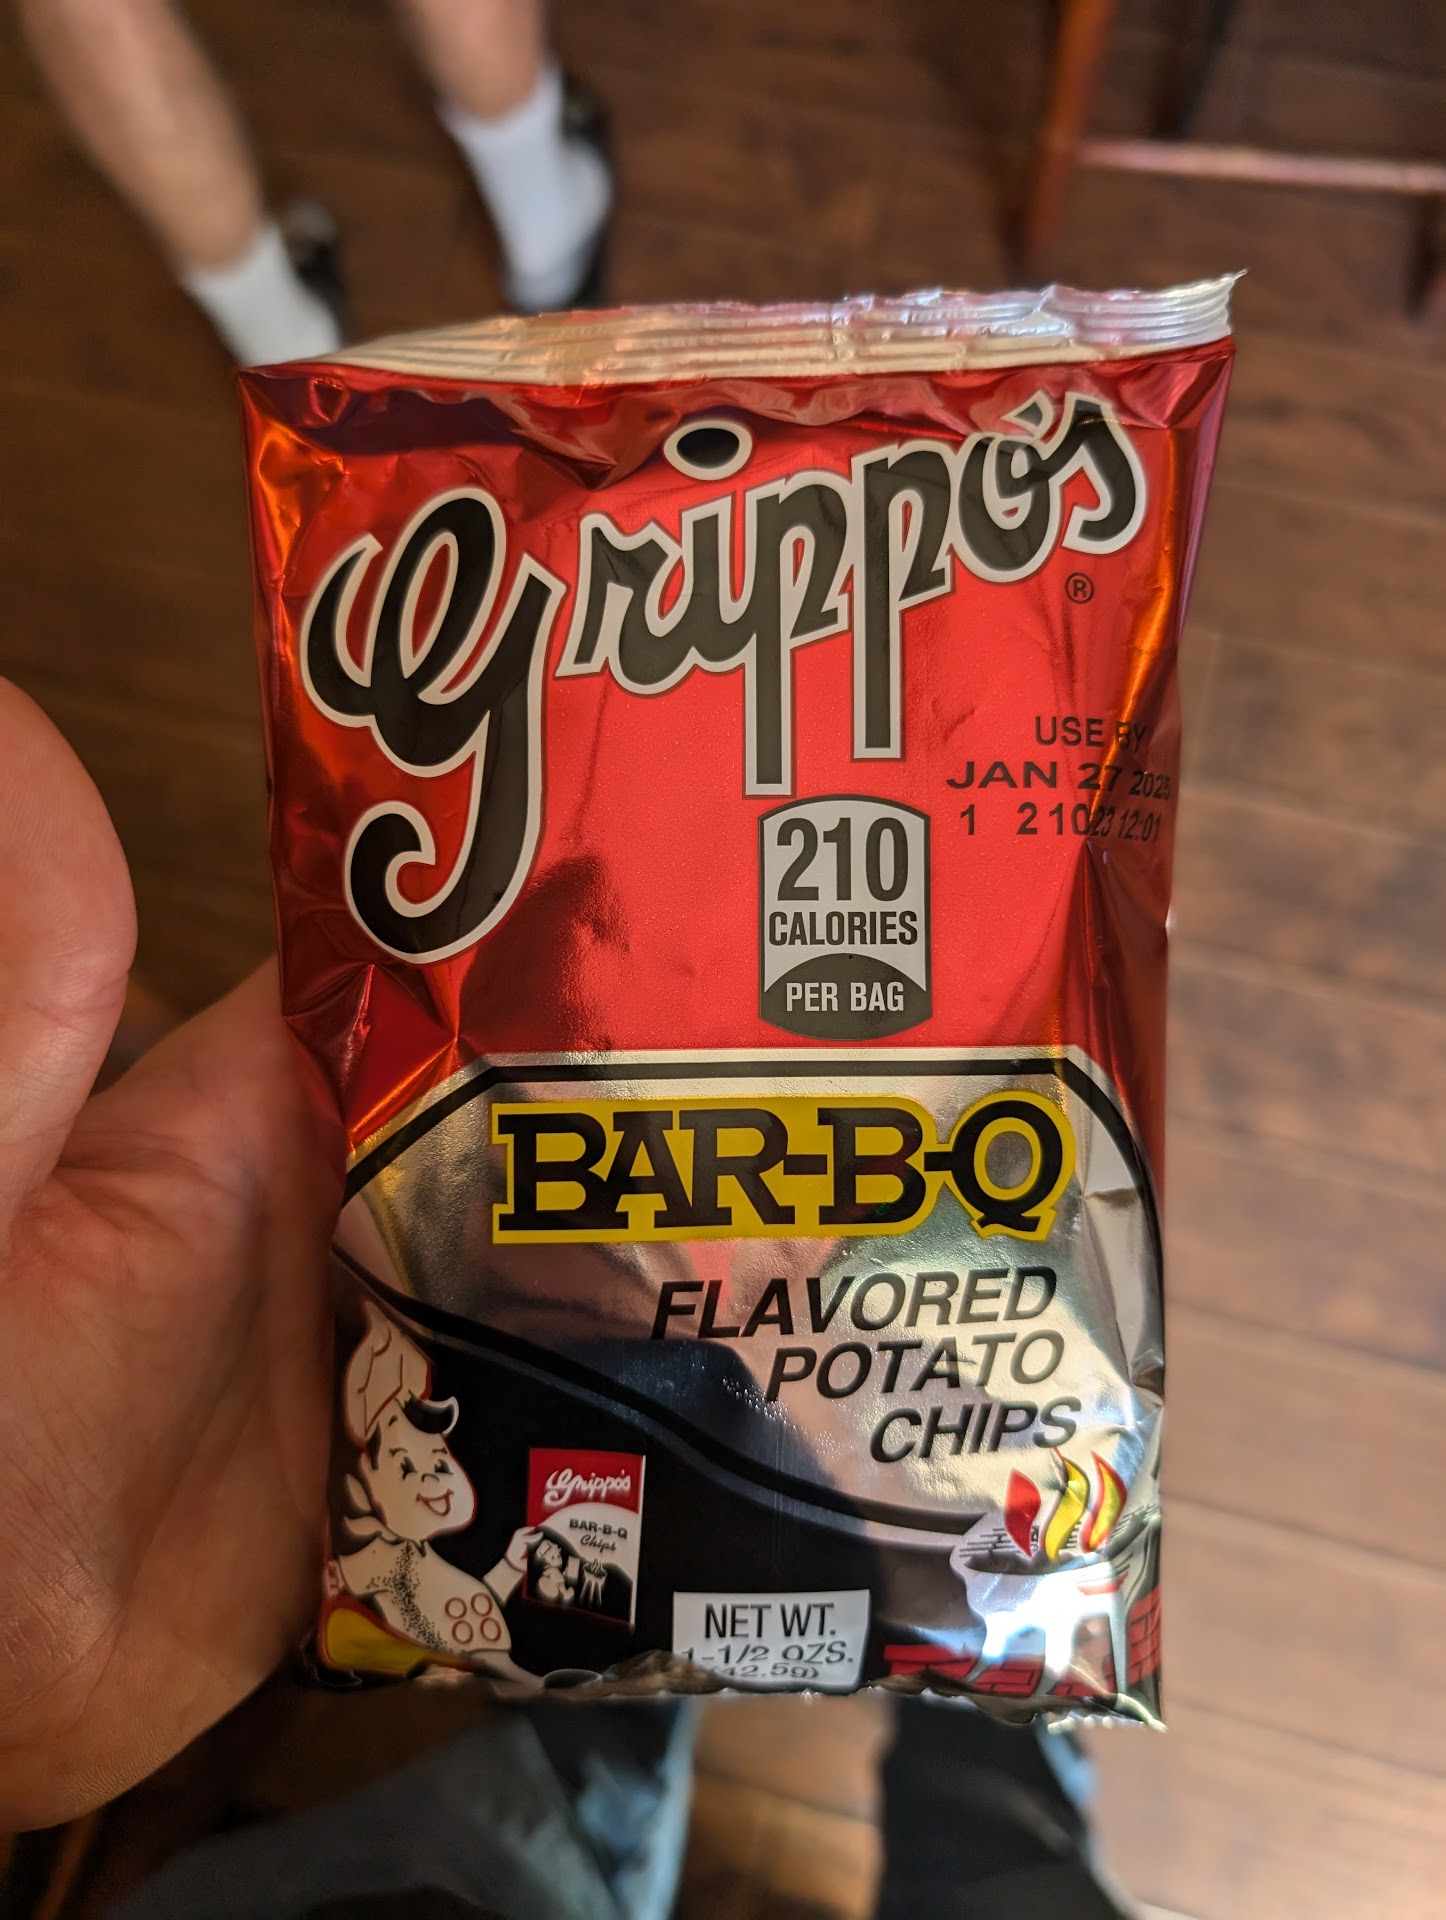 Grippo's
®
USE BY
JAN 27 2025
1 21023 12:01
210
CALORIES
PER BAG
BAR-B-Q
FLAVORED
POTATO
CHIPS
Grippo's
BAR-B-Q
Chips
NET WT.
1-1/2 OZS.
(42.5g)